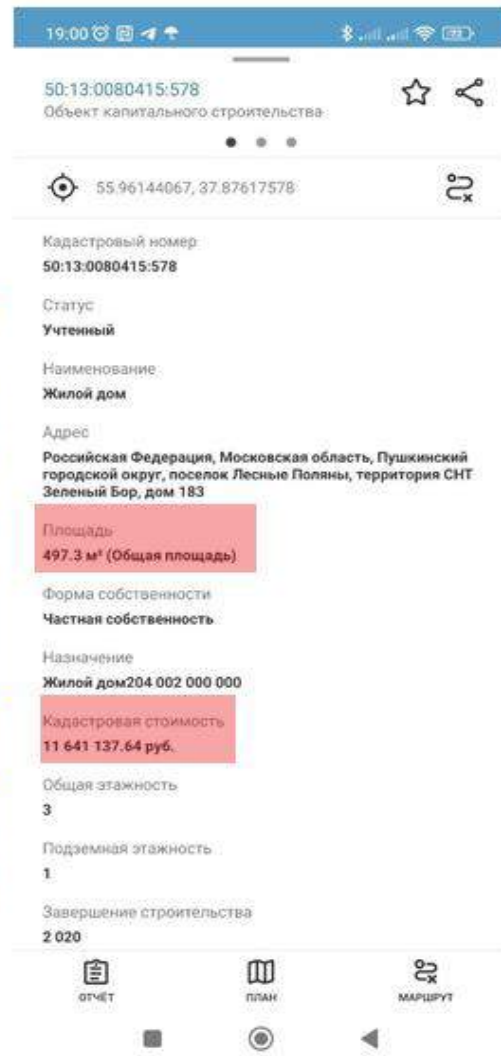 19:00
50:13:0080415:578
Объект капитального строительства
55.96144067, 37.87617578
Кадастровый номер
50:13:0080415:578
Статус
Учтенный
Наименование
Жилой дом
Адрес
Российская Федерация, Московская область, Пушкинский
городской округ, поселок Лесные Поляны, территория СНТ
Зеленый Бор, дом 183
Площадь
497.3 м² (Общая площадь)
Форма собственности
Частная собственность
Назначение
Жилой дом204 002 000 000
Кадастровая стоимость
11 641 137.64 руб.
Общая этажность
3
Подземная этажность
1
Завершение строительства
2 020
ОТЧЁТ
ПЛАН
МАРШРУТ